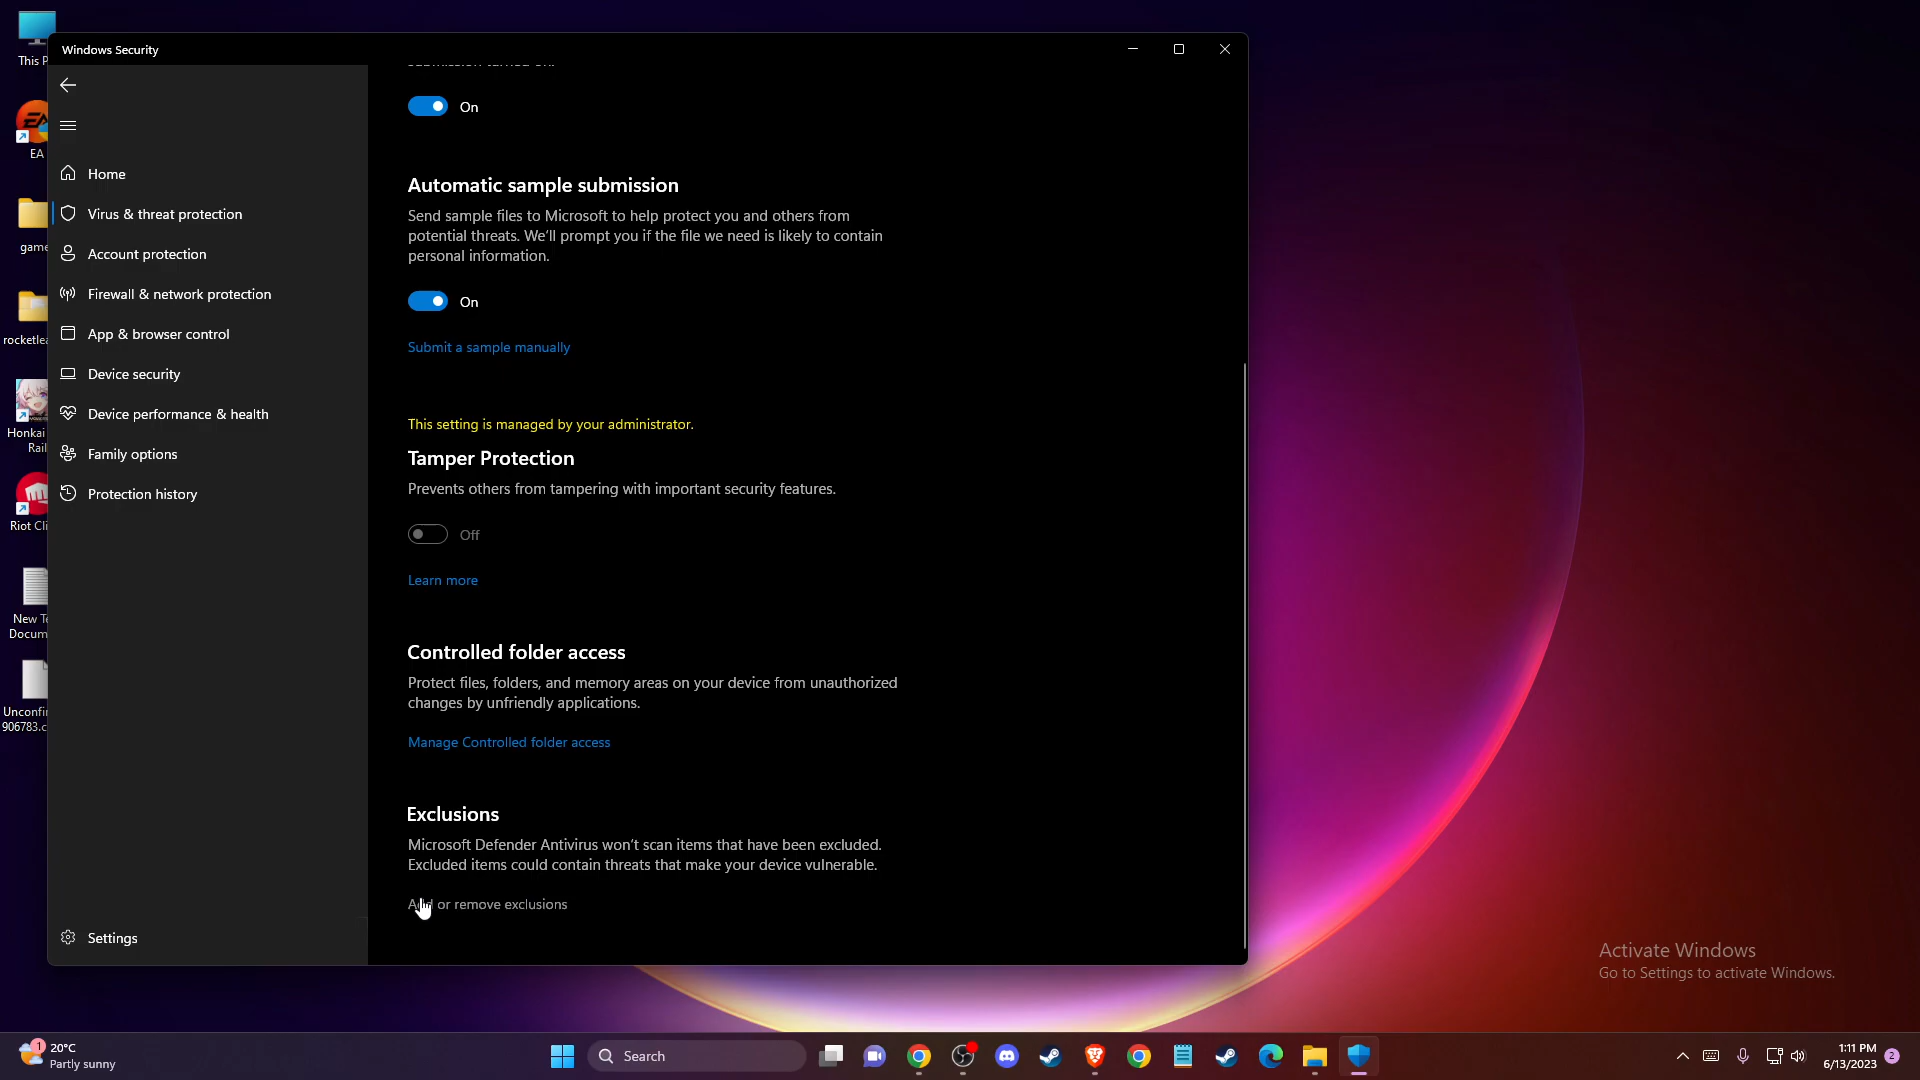 Windows Security
On
Home
Virus & threat protection
Account protection
Firewall & network protection
App & browser control
Device security
Device performance & health
Family options
Protection history
Settings
Automatic sample submission
Send sample files to Microsoft to help protect you and others from
potential threats. We'll prompt you if the file we need is likely to contain
personal information.
On
Submit a sample manually
This setting is managed by your administrator.
Tamper Protection
Prevents others from tampering with important security features.
Off
Learn more
Controlled folder access
Protect files, folders, and memory areas on your device from unauthorized
changes by unfriendly applications.
Manage Controlled folder access
Exclusions
Microsoft Defender Antivirus won't scan items that have been excluded.
Excluded items could contain threats that make your device vulnerable.
Add or remove exclusions
This P
EA
game
rocketlea
Honkai
Rail
Riot Cli
New Te
Docum
Unconfir
906783.c
Activate Windows
Go to Settings to activate Windows.
1
20°C
Partly sunny
Search
1:11 PM
6/13/2023
2